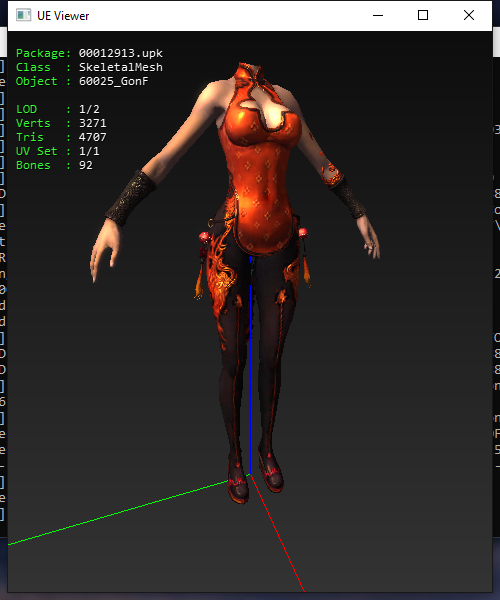 UE Viewer
Package: 00012913.upk
Class : SkeletalMesh
Object : 60025_GonF
LOD : 1/2
Verts : 3271
Tris : 4707
UV Set : 1/1
Bones : 92